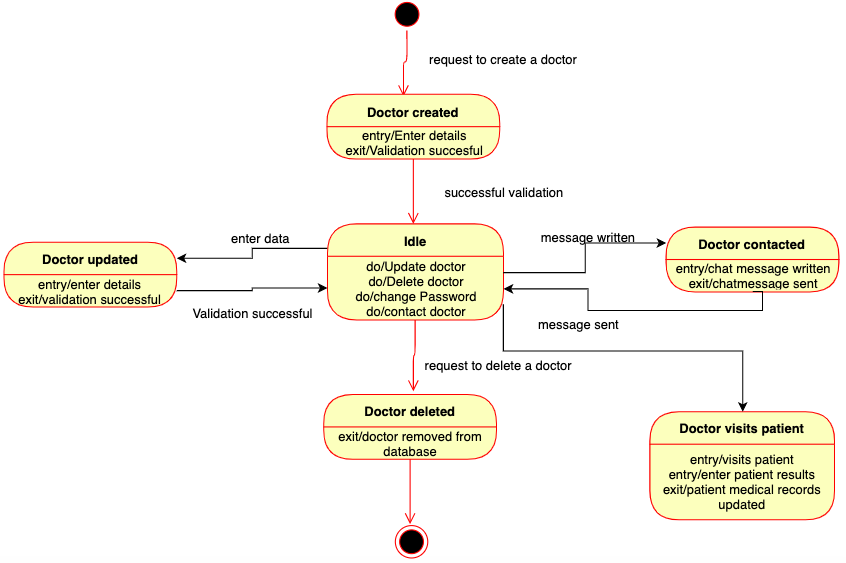 request to create a doctor
Doctor created
entry/Enter details
exit/Validation succesful
successful validation
Idle
do/Update doctor
do/Delete doctor
do/change Password
do/contact doctor
enter data
Doctor updated
entry/enter details
exit/validation successful
Validation successful
message written
Doctor contacted
entry/chat message written
exit/chatmessage sent
message sent
request to delete a doctor
Doctor deleted
exit/doctor removed from
database
Doctor visits patient
entry/visits patient
entry/enter patient results
exit/patient medical records
updated